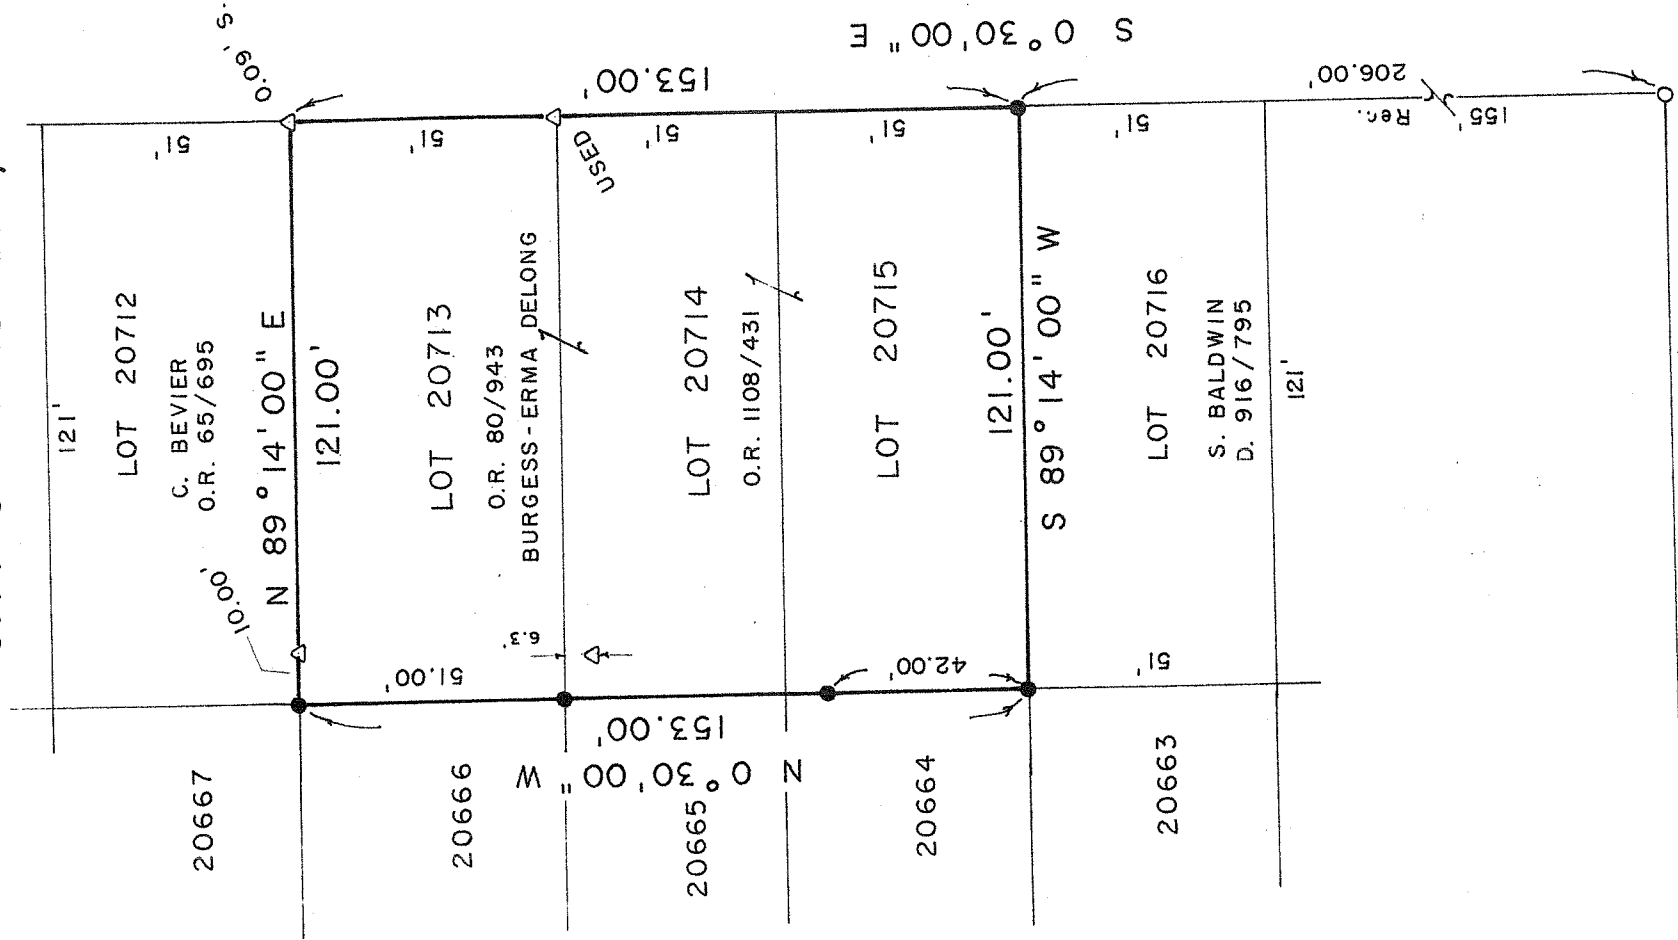 0.09' S.
S 0°30'00" E
153.00'
51'
51'
51'
51'
51'
206.00'
Rec.
155'
USED
121'
LOT 20712
C. BEVIER
O.R. 65/695
10.00'
N 89°14'00" E
121.00'
LOT 20713
O.R. 80/943
BURGESS-ERMA DELONG
6.3'
51.00'
LOT 20714
O.R. 1108/431
LOT 20715
42.00'
121.00'
S 89°14'00" W
LOT 20716
S. BALDWIN
D. 916/795
51'
121'
153.00'
N 0°30'00" W
20667
20666
20665
20664
20663